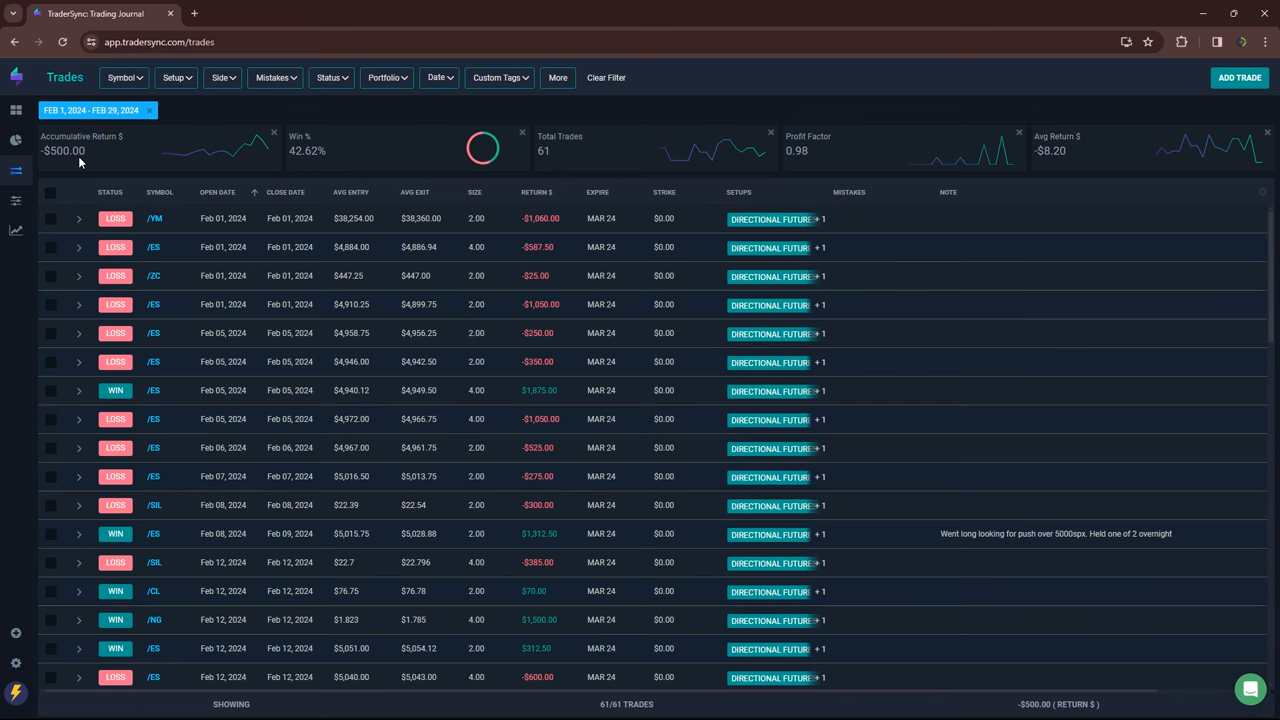 TraderSync: Trading Journal
app.tradersync.com/trades
Trades Symbol Setup Side Mistakes Status Portfolio Date Custom Tags More Clear Filter ADD TRADE
FEB 1, 2024 - FEB 29, 2024
Accumulative Return $ Win % Total Trades Profit Factor Avg Return $
-$500.00 42.62% 61 0.98 -$8.20
STATUS SYMBOL OPEN DATE CLOSE DATE AVG ENTRY AVG EXIT SIZE RETURN $ EXPIRE STRIKE SETUPS MISTAKES NOTE
LOSS /YM Feb 01, 2024 Feb 01, 2024 $38,254.00 $38,360.00 2.00 -$1,060.00 MAR 24 $0.00 DIRECTIONAL FUTURE + 1
LOSS /ES Feb 01, 2024 Feb 01, 2024 $4,884.00 $4,886.94 4.00 -$587.50 MAR 24 $0.00 DIRECTIONAL FUTUR + 1
LOSS /ZC Feb 01, 2024 Feb 01, 2024 $447.25 $447.00 2.00 -$25.00 MAR 24 $0.00 DIRECTIONAL FUTURE + 1
LOSS /ES Feb 01, 2024 Feb 01, 2024 $4,910.25 $4,899.75 4.00 -$1,050.00 MAR 24 $0.00 DIRECTIONAL FUTURE + 1
LOSS /ES Feb 05, 2024 Feb 05, 2024 $4,958.75 $4,956.25 2.00 -$250.00 MAR 24 $0.00 DIRECTIONAL FUTUR + 1
LOSS /ES Feb 05, 2024 Feb 05, 2024 $4,946.00 $4,942.50 2.00 -$350.00 MAR 24 $0.00 DIRECTIONAL FUTURE + 1
WIN /ES Feb 05, 2024 Feb 05, 2024 $4,940.12 $4,949.50 4.00 $1,875.00 MAR 24 $0.00 DIRECTIONAL FUTURE + 1
LOSS /ES Feb 05, 2024 Feb 05, 2024 $4,972.00 $4,966.75 4.00 -$1,050.00 MAR 24 $0.00 DIRECTIONAL FUTURE + 1
LOSS /ES Feb 06, 2024 Feb 06, 2024 $4,967.00 $4,961.75 2.00 -$525.00 MAR 24 $0.00 DIRECTIONAL FUTURE + 1
LOSS /ES Feb 07, 2024 Feb 07, 2024 $5,016.50 $5,013.75 2.00 -$275.00 MAR 24 $0.00 DIRECTIONAL FUTURE + 1
LOSS /SIL Feb 08, 2024 Feb 08, 2024 $22.39 $22.54 2.00 -$300.00 MAR 24 $0.00 DIRECTIONAL FUTURE + 1
WIN /ES Feb 08, 2024 Feb 09, 2024 $5,015.75 $5,028.88 2.00 $1,312.50 MAR 24 $0.00 DIRECTIONAL FUTURE + 1 Went long looking for push over 5000spx. Held one of 2 overnight
LOSS /SIL Feb 12, 2024 Feb 12, 2024 $22.7 $22.796 4.00 -$385.00 MAR 24 $0.00 DIRECTIONAL FUTURE + 1
WIN /CL Feb 12, 2024 Feb 12, 2024 $76.75 $76.78 2.00 $70.00 MAR 24 $0.00 DIRECTIONAL FUTURE + 1
WIN /NG Feb 12, 2024 Feb 12, 2024 $1.823 $1.785 4.00 $1,500.00 MAR 24 $0.00 DIRECTIONAL FUTURE + 1
WIN /ES Feb 12, 2024 Feb 12, 2024 $5,051.00 $5,054.12 2.00 $312.50 MAR 24 $0.00 DIRECTIONAL FUTURE + 1
LOSS /ES Feb 12, 2024 Feb 12, 2024 $5,040.00 $5,043.00 4.00 -$600.00 MAR 24 $0.00 DIRECTIONAL FUTURE + 1
SHOWING 61/61 TRADES -$500.00 ( RETURN $ )